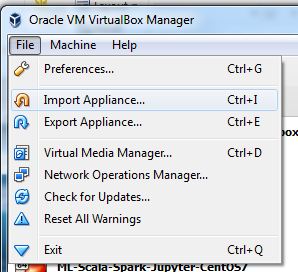 Oracle VM VirtualBox Manager
File Machine Help
Preferences... Ctrl+G
Import Appliance... Ctrl+I
Export Appliance... Ctrl+E
Virtual Media Manager... Ctrl+D
Network Operations Manager...
Check for Updates...
Reset All Warnings
Exit Ctrl+Q
ML-Scala-Spark-Jupyter-CentOS7